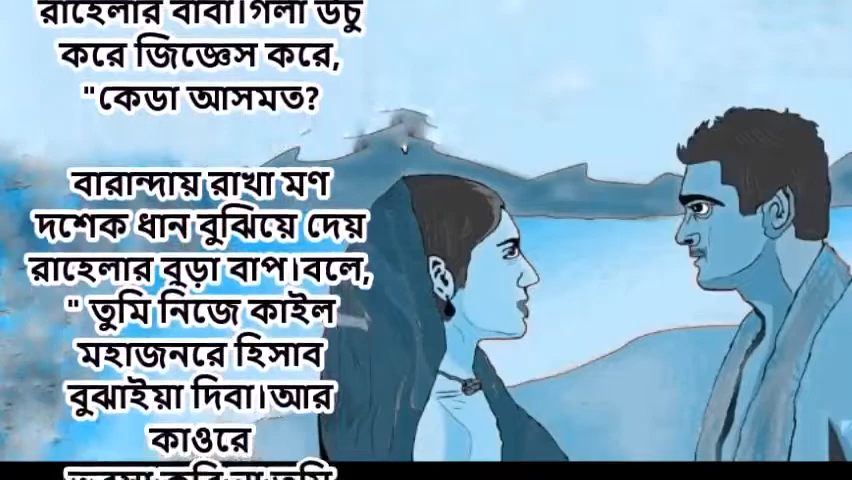 রাহেলার বাবা।গলা উচু
করে জিজ্ঞেস করে,
"কেডা আসমত?
বারান্দায় রাখা মণ
দশেক ধান বুঝিয়ে দেয়
রাহেলার বূড়া বাপ।বলে,
" তুমি নিজে কাইল
মহাজনরে হিসাব
বুঝাইয়া দিবা।আর
কাওরে